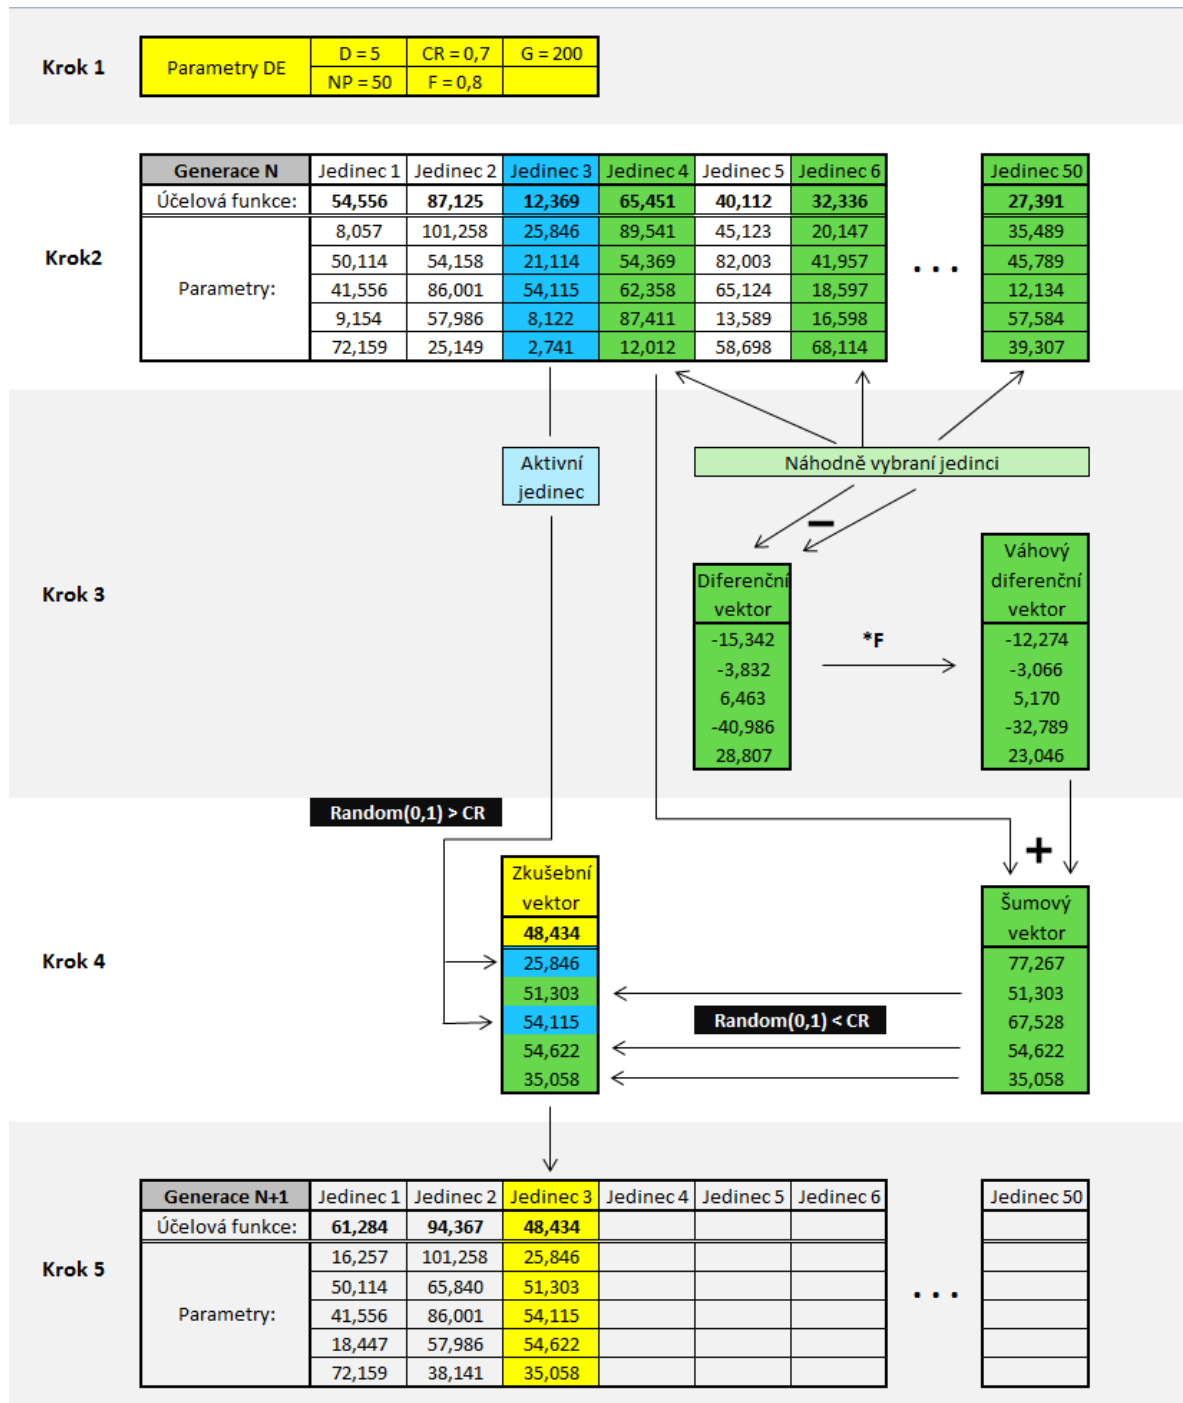 Krok 1
Parametry DE
D = 5 CR = 0,7 G = 200
NP = 50 F = 0,8
Krok2
Generace N Jedinec 1 Jedinec 2 Jedinec 3 Jedinec 4 Jedinec 5 Jedinec 6 Jedinec 50
Účelová funkce: 54,556 87,125 12,369 65,451 40,112 32,336 27,391
Parametry:
8,057 101,258 25,846 89,541 45,123 20,147 35,489
50,114 54,158 21,114 54,369 82,003 41,957 45,789
41,556 86,001 54,115 62,358 65,124 18,597 12,134
9,154 57,986 8,122 87,411 13,589 16,598 57,584
72,159 25,149 2,741 12,012 58,698 68,114 39,307
. . .
Krok 3
Aktivní
jedinec
Náhodně vybraní jedinci
−
Diferenční
vektor
-15,342
-3,832
6,463
-40,986
28,807
*F
Váhový
diferenční
vektor
-12,274
-3,066
5,170
-32,789
23,046
Random(0,1) > CR
+
Krok 4
Zkušební
vektor
48,434
25,846
51,303
54,115
54,622
35,058
Random(0,1) < CR
Šumový
vektor
77,267
51,303
67,528
54,622
35,058
Krok 5
Generace N+1 Jedinec 1 Jedinec 2 Jedinec 3 Jedinec 4 Jedinec 5 Jedinec 6 Jedinec 50
Účelová funkce: 61,284 94,367 48,434
Parametry:
16,257 101,258 25,846
50,114 65,840 51,303
41,556 86,001 54,115
18,447 57,986 54,622
72,159 38,141 35,058
. . .